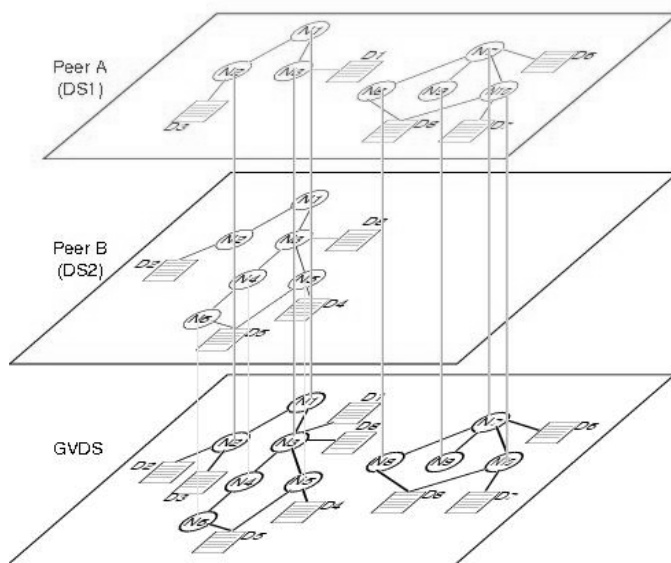 N1
Peer A
(DS1)
N2
N3
D1
N7
D6
D3
N8
N9
N10
D8
D7
N1
Peer B
(DS2)
N2
N3
D8
D2
N4
N5
N6
D5
D4
GVDS
N1
D1
N2
N3
D8
N7
D6
D2
D3
N4
N5
N8
N9
N10
N6
D5
D4
D8
D7